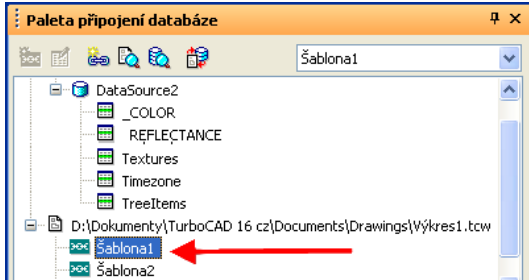 Paleta připojení databáze
Šablona1
DataSource2
_COLOR
_REFLECTANCE
Textures
Timezone
TreeItems
D:\Dokumenty\TurboCAD 16 cz\Documents\Drawings\Výkres1.tcw
Šablona1
Šablona2